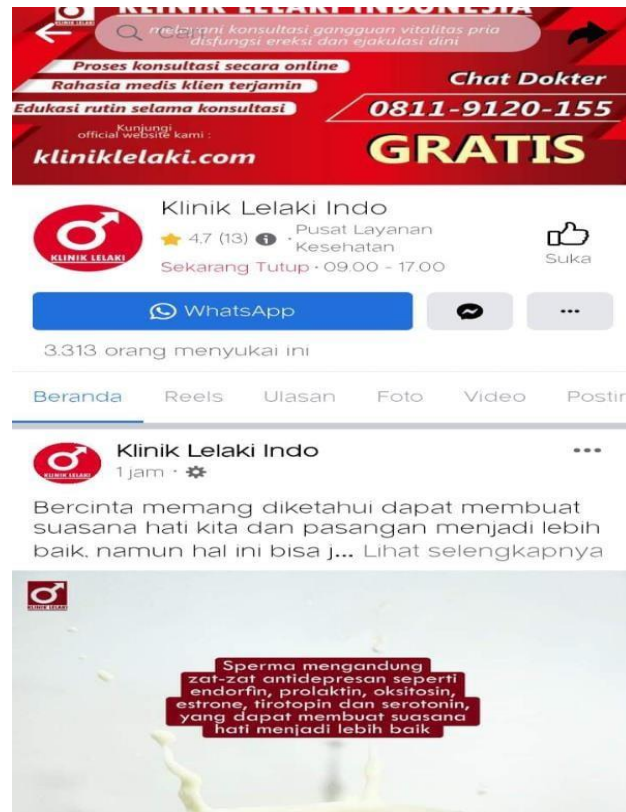 KLINIK LELAKI INDONESIA
Cari
melayani konsultasi gangguan vitalitas pria
disfungsi ereksi dan ejakulasi dini
Proses konsultasi secara online
Rahasia medis klien terjamin
Edukasi rutin selama konsultasi
Chat Dokter
0811-9120-155
GRATIS
Kunjungi
official website kami :
kliniklelaki.com
KLINIK LELAKI
Klinik Lelaki Indo
4,7 (13) · Pusat Layanan
Kesehatan
Sekarang Tutup · 09.00 - 17.00
Suka
WhatsApp
3.313 orang menyukai ini
Beranda Reels Ulasan Foto Video Postin
KLINIK LELAKI
Klinik Lelaki Indo
1 jam ·
Bercinta memang diketahui dapat membuat
suasana hati kita dan pasangan menjadi lebih
baik, namun hal ini bisa j... Lihat selengkapnya
KLINIK LELAKI
Sperma mengandung
zat-zat antidepresan seperti
endorfin, prolaktin, oksitosin,
estrone, tirotopin dan serotonin,
yang dapat membuat suasana
hati menjadi lebih baik